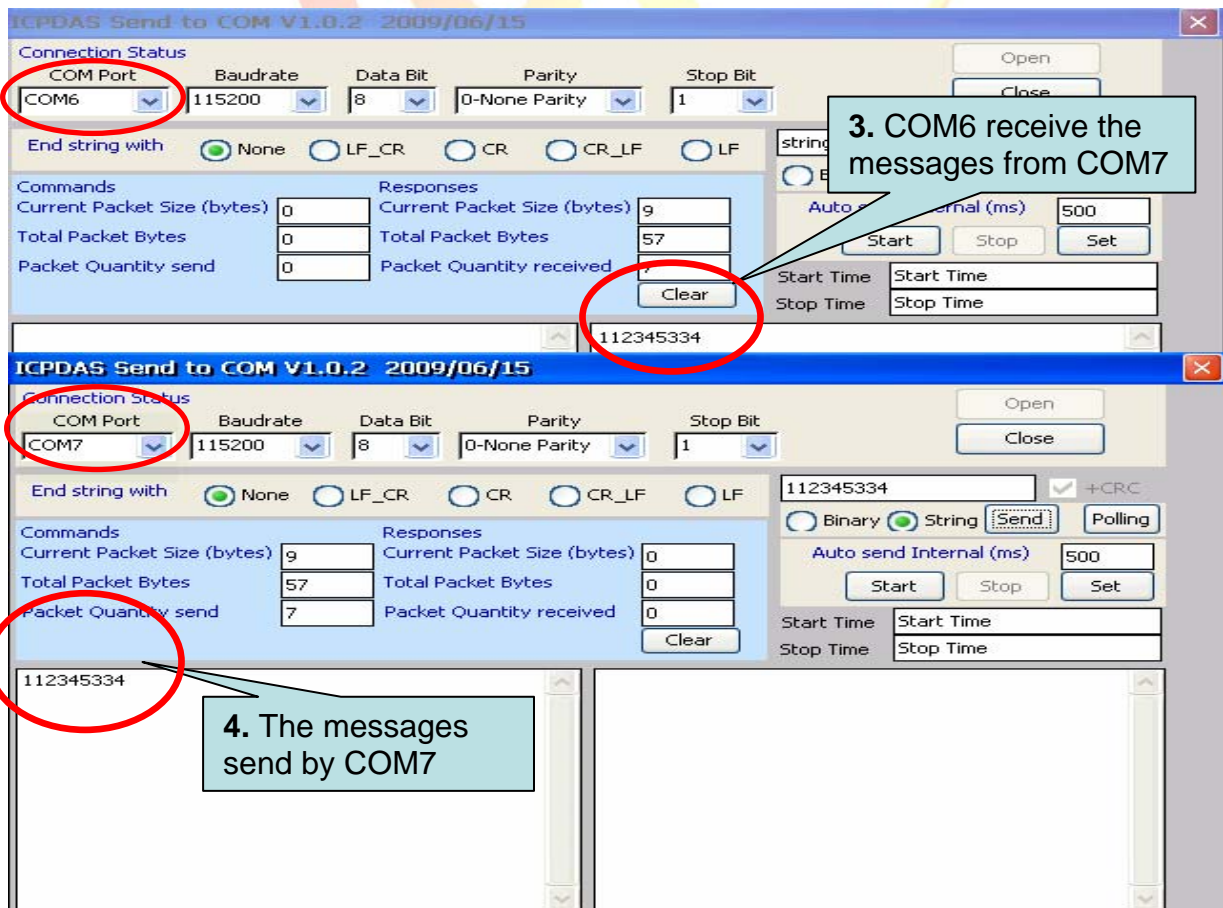 ICPDAS Send to COM V1.0.2 2009/06/15
Connection Status
COM Port Baudrate Data Bit Parity Stop Bit
COM6 115200 8 0-None Parity 1
Open
Close
3. COM6 receive the
messages from COM7
End string with None LF_CR CR CR_LF LF
string
Commands
Current Packet Size (bytes) 0
Total Packet Bytes 0
Packet Quantity send 0
Responses
Current Packet Size (bytes) 9
Total Packet Bytes 57
Packet Quantity received 7
Clear
Auto (ms) 500
Start Stop Set
Start Time Start Time
Stop Time Stop Time
112345334
ICPDAS Send to COM V1.0.2 2009/06/15
Connection Status
COM Port Baudrate Data Bit Parity Stop Bit
COM7 115200 8 0-None Parity 1
Open
Close
End string with None LF_CR CR CR_LF LF
112345334 +CRC
Binary String Send Polling
Commands
Current Packet Size (bytes) 9
Total Packet Bytes 57
Packet Quantity send 7
Responses
Current Packet Size (bytes) 0
Total Packet Bytes 0
Packet Quantity received 0
Clear
Auto send Internal (ms) 500
Start Stop Set
Start Time Start Time
Stop Time Stop Time
112345334
4. The messages
send by COM7